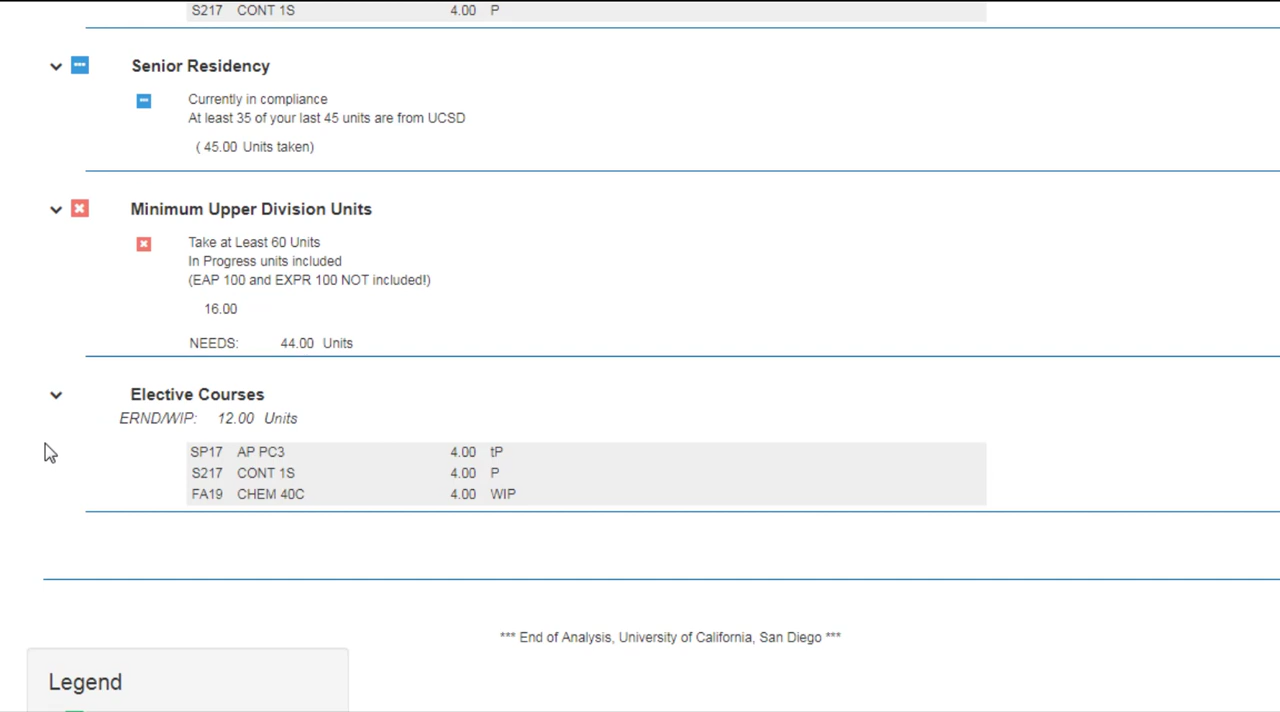 S217 CONT 1S 4.00 P
Senior Residency
Currently in compliance
At least 35 of your last 45 units are from UCSD
( 45.00 Units taken)
Minimum Upper Division Units
Take at Least 60 Units
In Progress units included
(EAP 100 and EXPR 100 NOT included!)
16.00
NEEDS: 44.00 Units
Elective Courses
ERND/WIP: 12.00 Units
SP17 AP PC3 4.00 tP
S217 CONT 1S 4.00 P
FA19 CHEM 40C 4.00 WIP
*** End of Analysis, University of California, San Diego ***
Legend